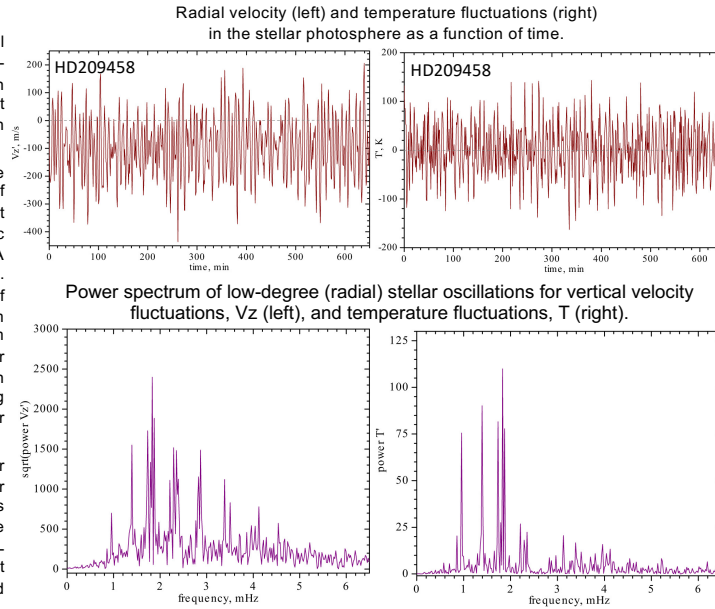 Radial velocity (left) and temperature fluctuations (right)
in the stellar photosphere as a function of time.
HD209458
Vz', m/s
200
100
0
-100
-200
-300
-400
0 100 200 300 400 500 600
time, min
HD209458
T', K
200
100
0
-100
-200
0 100 200 300 400 500 600
time, min
Power spectrum of low-degree (radial) stellar oscillations for vertical velocity
fluctuations, Vz (left), and temperature fluctuations, T (right).
sqrt(power Vz')
3000
2500
2000
1500
1000
500
0
0 1 2 3 4 5 6
frequency, mHz
power T'
125
100
75
50
25
0
0 1 2 3 4 5 6
frequency, mHz